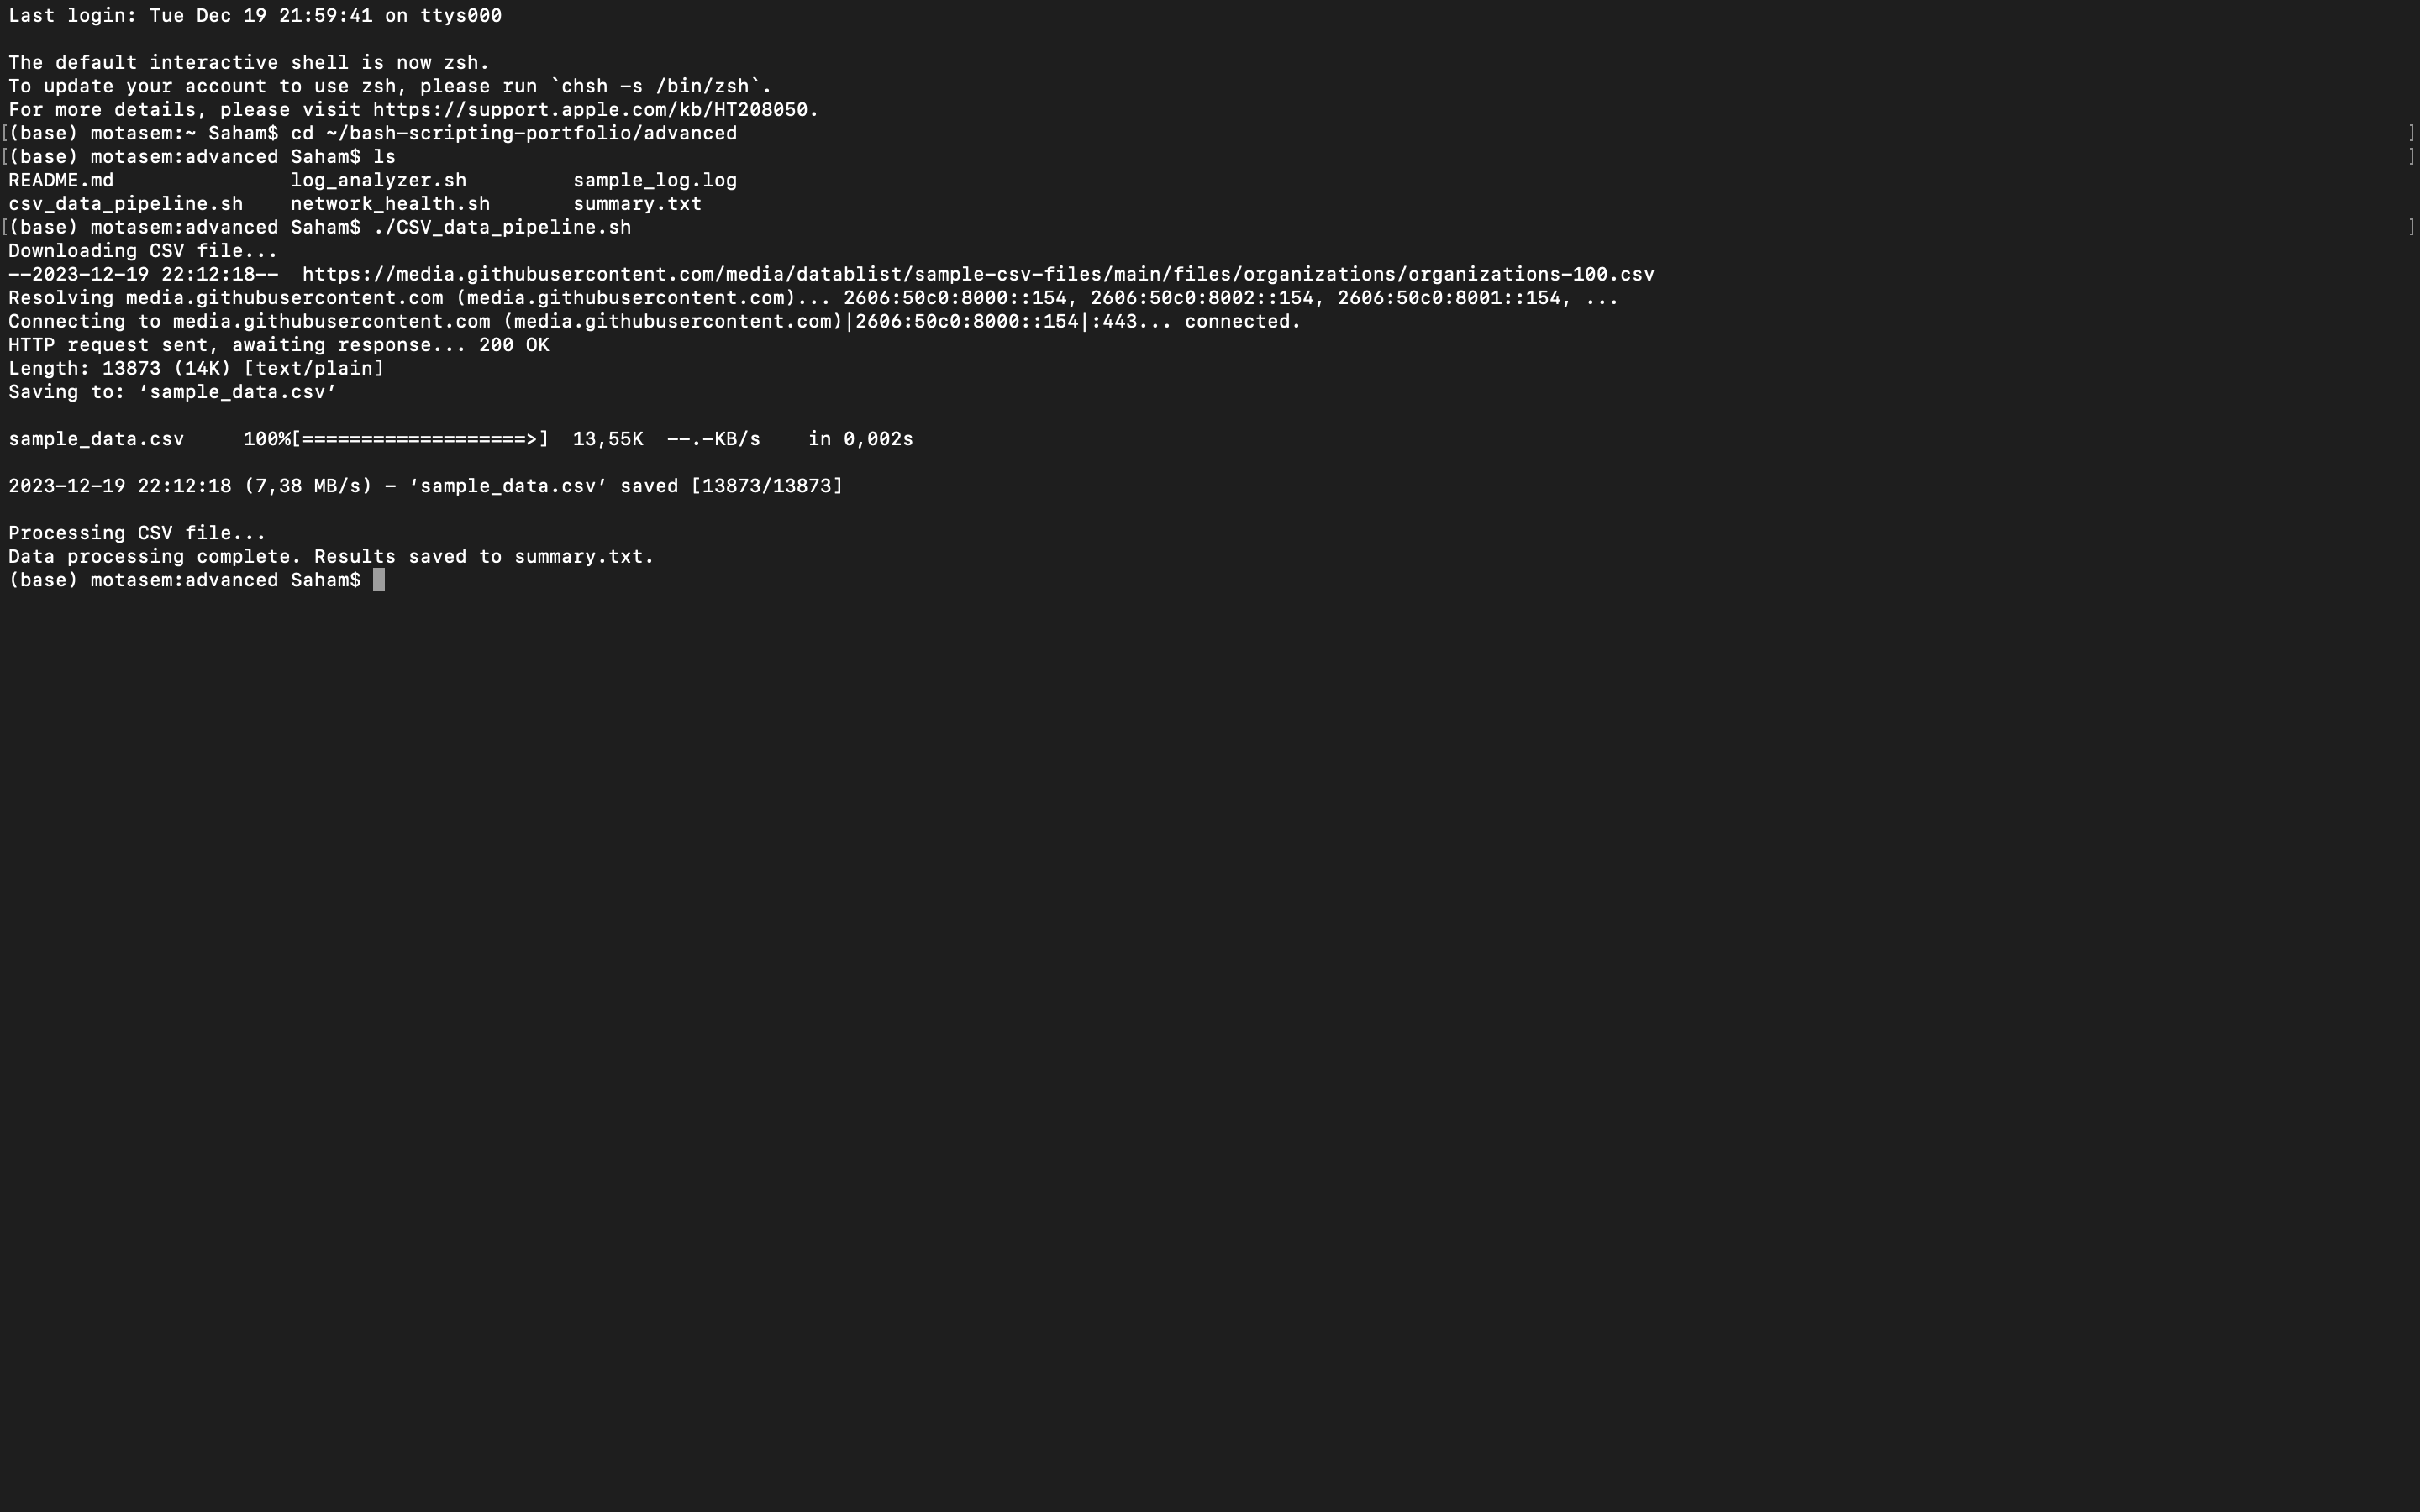 Last login: Tue Dec 19 21:59:41 on ttys000
The default interactive shell is now zsh.
To update your account to use zsh, please run `chsh -s /bin/zsh`.
For more details, please visit https://support.apple.com/kb/HT208050.
[(base) motasem:~ Saham$ cd ~/bash-scripting-portfolio/advanced ]
[(base) motasem:advanced Saham$ ls ]
README.md log_analyzer.sh sample_log.log
csv_data_pipeline.sh network_health.sh summary.txt
[(base) motasem:advanced Saham$ ./CSV_data_pipeline.sh ]
Downloading CSV file...
--2023-12-19 22:12:18--  https://media.githubusercontent.com/media/datablist/sample-csv-files/main/files/organizations/organizations-100.csv
Resolving media.githubusercontent.com (media.githubusercontent.com)... 2606:50c0:8000::154, 2606:50c0:8002::154, 2606:50c0:8001::154, ...
Connecting to media.githubusercontent.com (media.githubusercontent.com)|2606:50c0:8000::154|:443... connected.
HTTP request sent, awaiting response... 200 OK
Length: 13873 (14K) [text/plain]
Saving to: ‘sample_data.csv’
sample_data.csv 100%[===================>] 13,55K --.-KB/s in 0,002s
2023-12-19 22:12:18 (7,38 MB/s) - ‘sample_data.csv’ saved [13873/13873]
Processing CSV file...
Data processing complete. Results saved to summary.txt.
(base) motasem:advanced Saham$